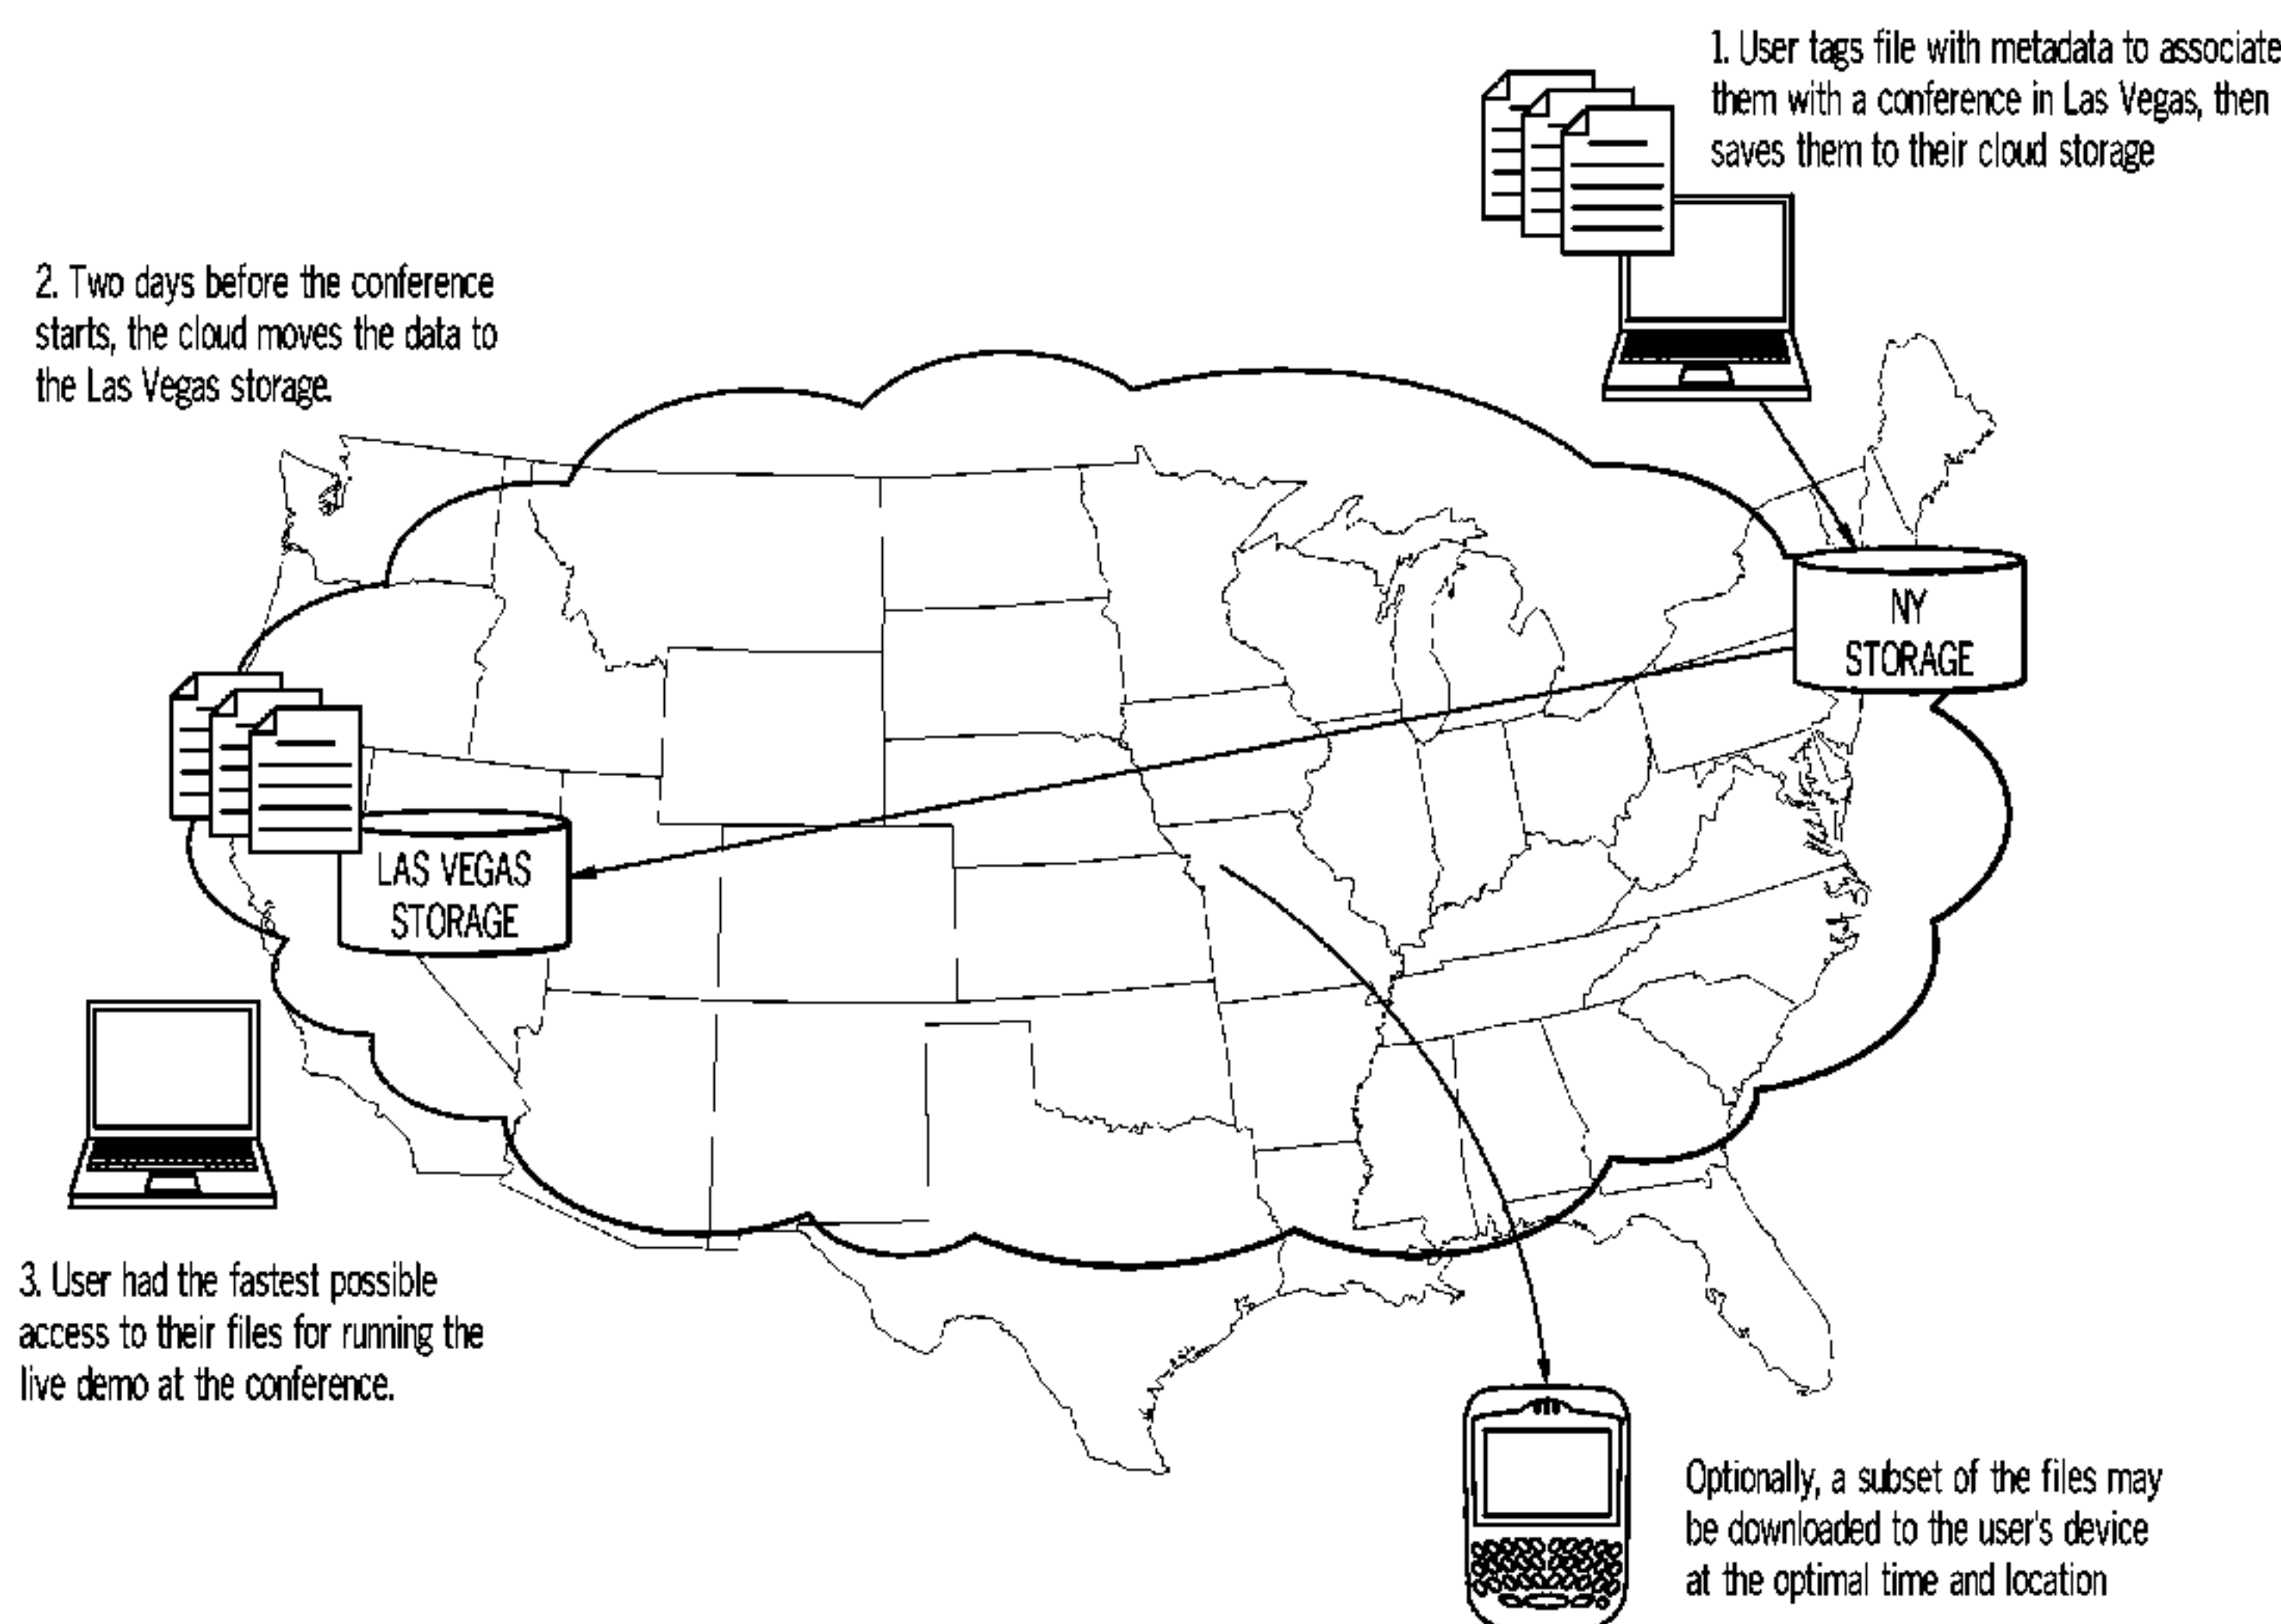 1. User tags file with metadata to associate
them with a conference in Las Vegas, then
saves them to their cloud storage
2. Two days before the conference
starts, the cloud moves the data to
the Las Vegas storage.
NY
STORAGE
LAS VEGAS
STORAGE
3. User had the fastest possible
access to their files for running the
live demo at the conference.
Optionally, a subset of the files may
be downloaded to the user's device
at the optimal time and location